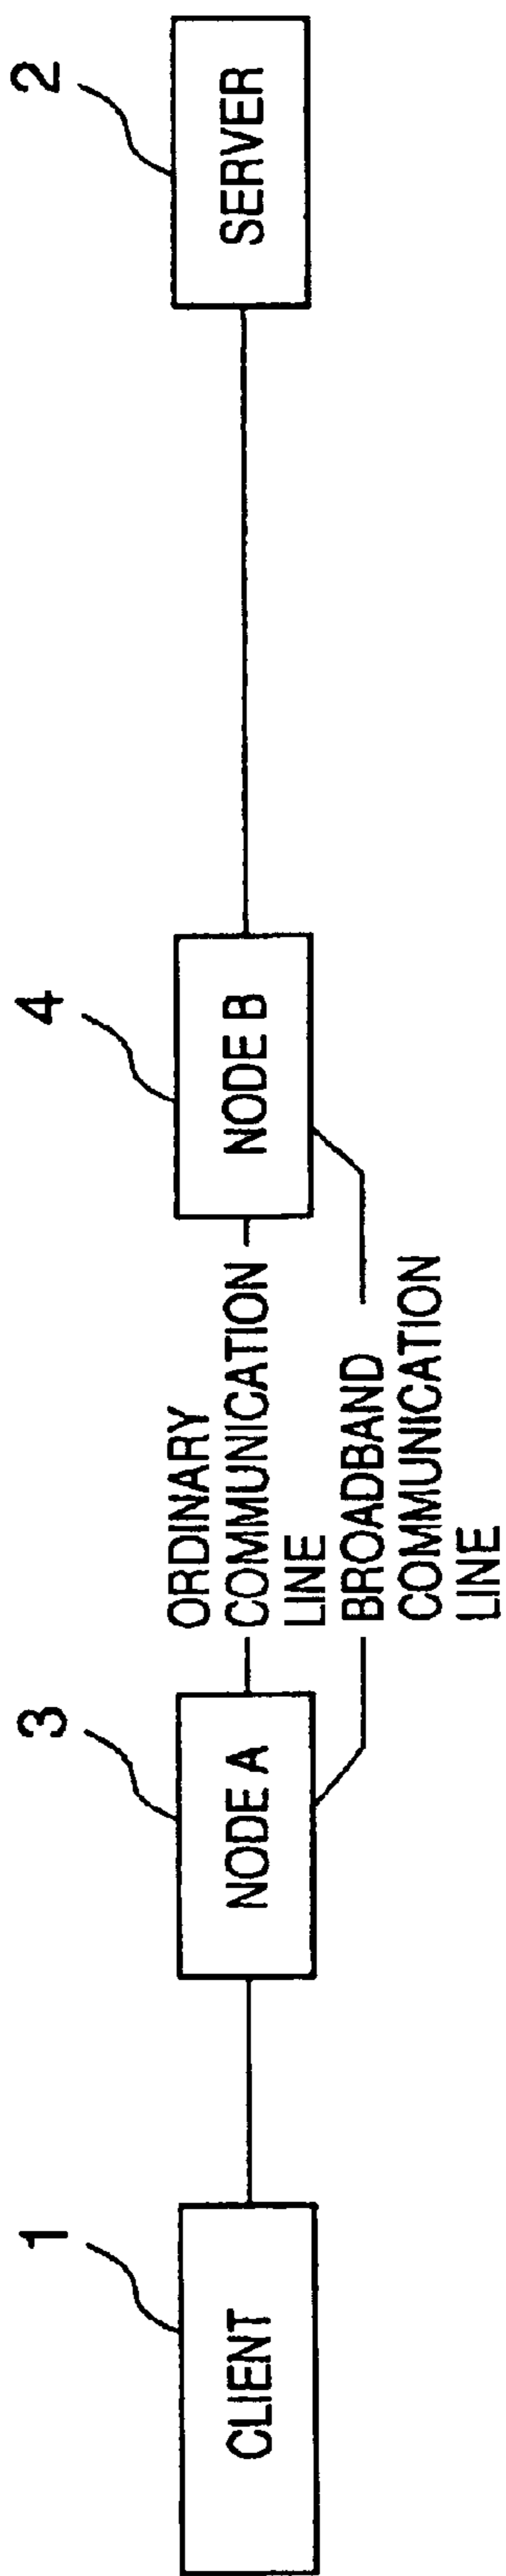 1
3
4
2
CLIENT
NODE A
ORDINARY
COMMUNICATION
LINE
BROADBAND
COMMUNICATION
LINE
NODE B
SERVER